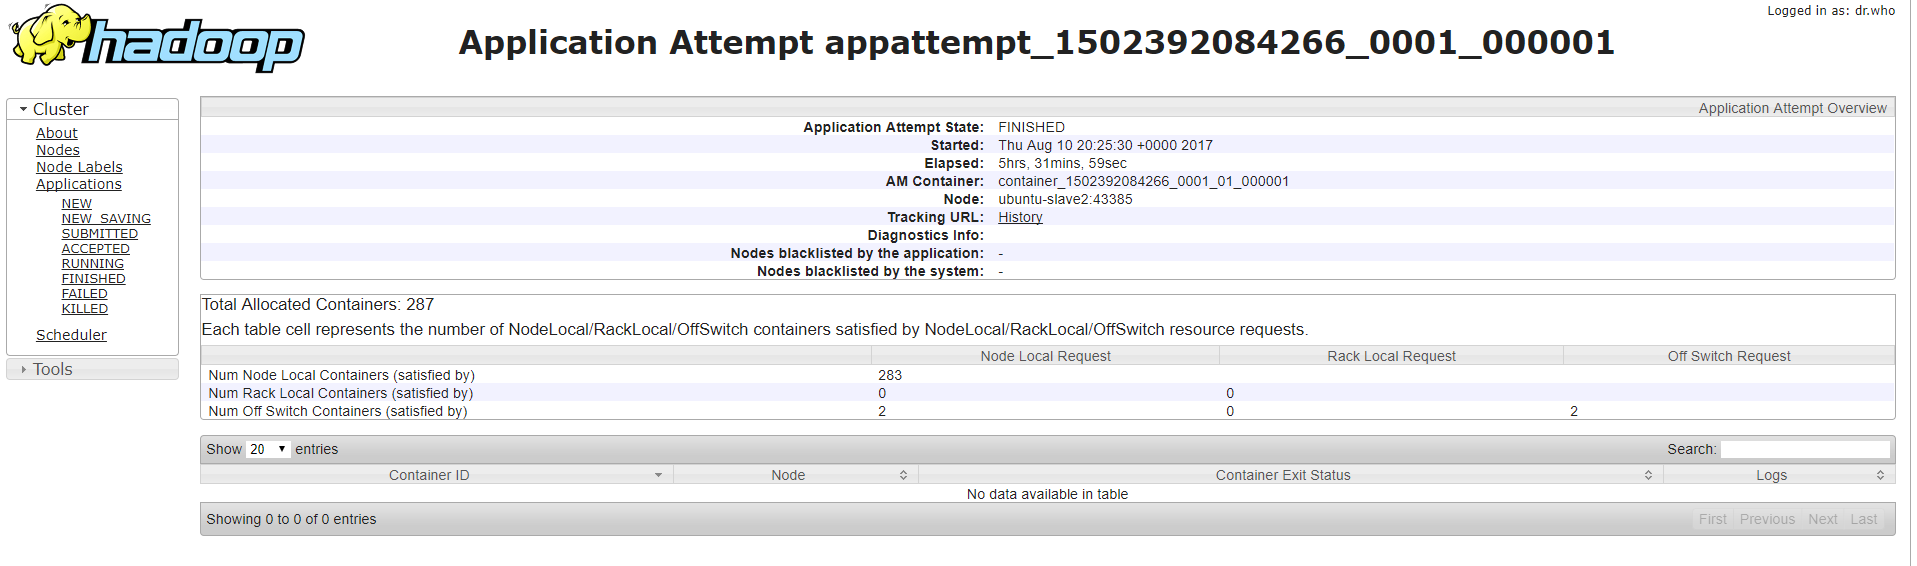 Logged in as: dr.who
hadoop
Application Attempt appattempt_1502392084266_0001_000001
Cluster
About
Nodes
Node Labels
Applications
NEW
NEW_SAVING
SUBMITTED
ACCEPTED
RUNNING
FINISHED
FAILED
KILLED
Scheduler
Tools
Application Attempt Overview
Application Attempt State: FINISHED
Started: Thu Aug 10 20:25:30 +0000 2017
Elapsed: 5hrs, 31mins, 59sec
AM Container: container_1502392084266_0001_01_000001
Node: ubuntu-slave2:43385
Tracking URL: History
Diagnostics Info:
Nodes blacklisted by the application: -
Nodes blacklisted by the system: -
Total Allocated Containers: 287
Each table cell represents the number of NodeLocal/RackLocal/OffSwitch containers satisfied by NodeLocal/RackLocal/OffSwitch resource requests.
Node Local Request Rack Local Request Off Switch Request
Num Node Local Containers (satisfied by) 283
Num Rack Local Containers (satisfied by) 0 0
Num Off Switch Containers (satisfied by) 2 0 2
Show 20 entries Search:
Container ID Node Container Exit Status Logs
No data available in table
Showing 0 to 0 of 0 entries First Previous Next Last